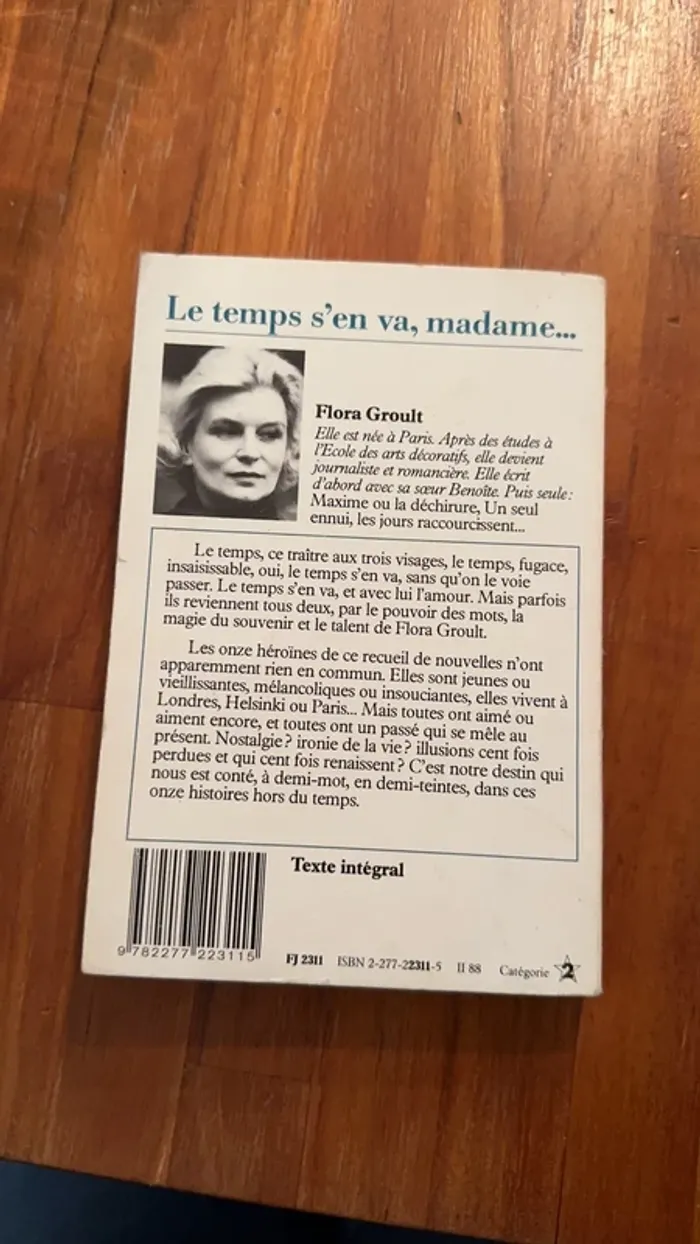 Le temps s'en va, madame...
Flora Groult
Elle est née à Paris. Après des études à
l'Ecole des arts décoratifs, elle devient
journaliste et romancière. Elle écrit
d'abord avec sa sœur Benoîte. Puis seule :
Maxime ou la déchirure, Un seul
ennui, les jours raccourcissent...
Le temps, ce traître aux trois visages, le temps, fugace,
insaisissable, oui, le temps s'en va, sans qu'on le voie
passer. Le temps s'en va, et avec lui l'amour. Mais parfois
ils reviennent tous deux, par le pouvoir des mots, la
magie du souvenir et le talent de Flora Groult.
Les onze héroïnes de ce recueil de nouvelles n'ont
apparemment rien en commun. Elles sont jeunes ou
vieillissantes, mélancoliques ou insouciantes, elles vivent à
Londres, Helsinki ou Paris... Mais toutes ont aimé ou
aiment encore, et toutes ont un passé qui se mêle au
présent. Nostalgie ? ironie de la vie ? illusions cent fois
perdues et qui cent fois renaissent ? C'est notre destin qui
nous est conté, à demi-mot, en demi-teintes, dans ces
onze histoires hors du temps.
Texte intégral
9 782277 223115
FJ 2311 ISBN 2-277-22311-5 II 88 Catégorie 2